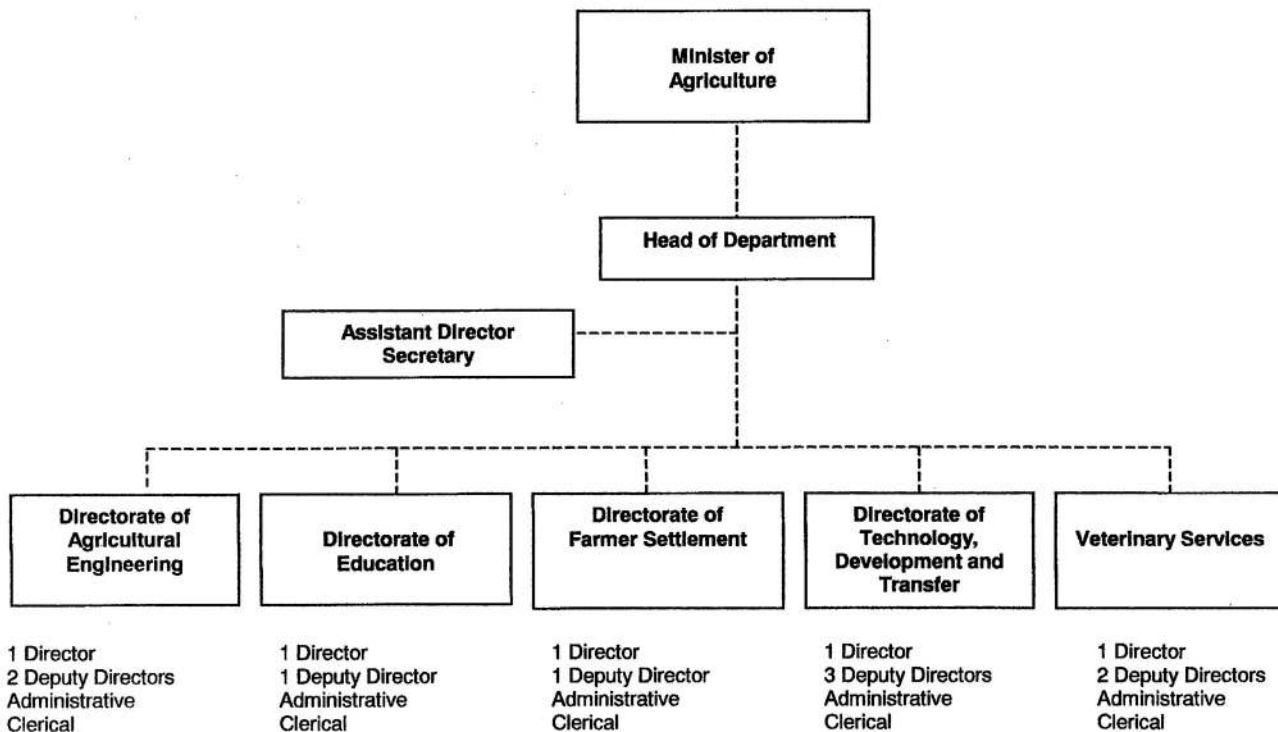 Minister of
Agriculture
Head of Department
Assistant Director
Secretary
Directorate of
Agricultural
Engineering
Directorate of
Education
Directorate of
Farmer Settlement
Directorate of
Technology,
Development and
Transfer
Veterinary Services
1 Director
2 Deputy Directors
Administrative
Clerical
1 Director
1 Deputy Director
Administrative
Clerical
1 Director
1 Deputy Director
Administrative
Clerical
1 Director
3 Deputy Directors
Administrative
Clerical
1 Director
2 Deputy Directors
Administrative
Clerical